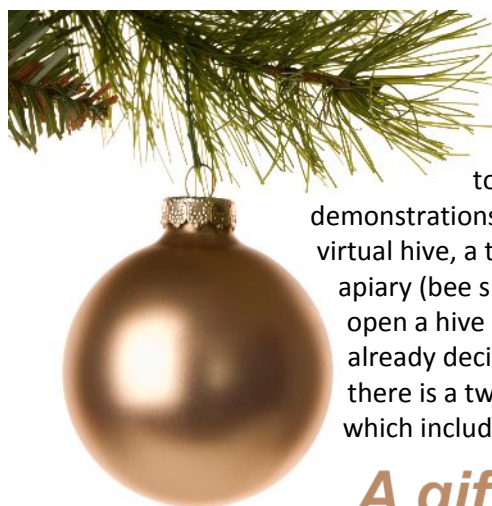 to
demonstrations
virtual hive, a t
apiary (bee s
open a hive
already deci
there is a tw
which includ
A gif